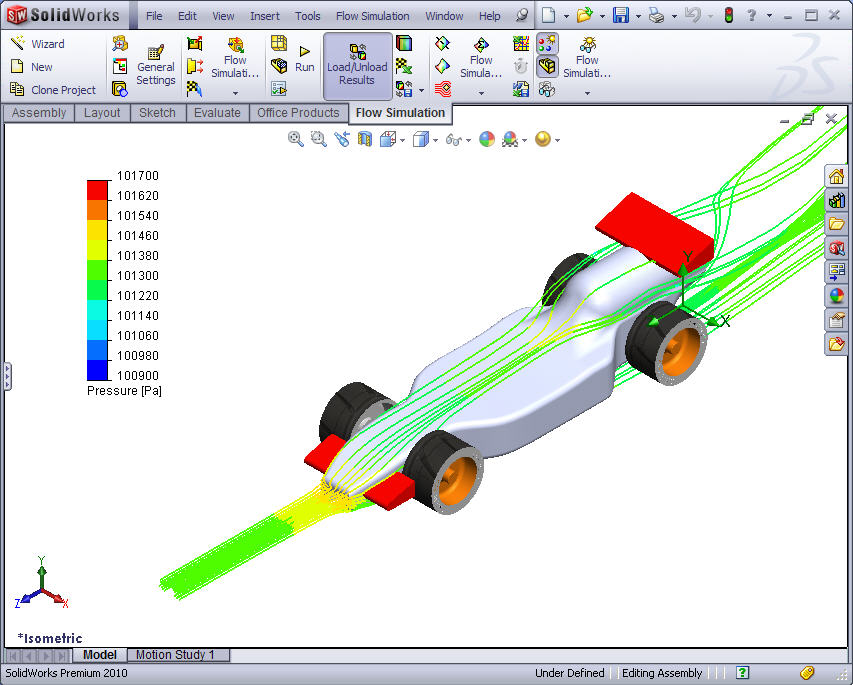 SolidWorks
File Edit View Insert Tools Flow Simulation Window Help
Wizard
New
Clone Project
General
Settings
Flow
Simulati...
Run
Load/Unload
Results
Flow
Simula...
Flow
Simulati...
Assembly Layout Sketch Evaluate Office Products Flow Simulation
101700
101620
101540
101460
101380
101300
101220
101140
101060
100980
100900
Pressure [Pa]
Y
X
Y
Z
X
*Isometric
Model Motion Study 1
SolidWorks Premium 2010 Under Defined Editing Assembly